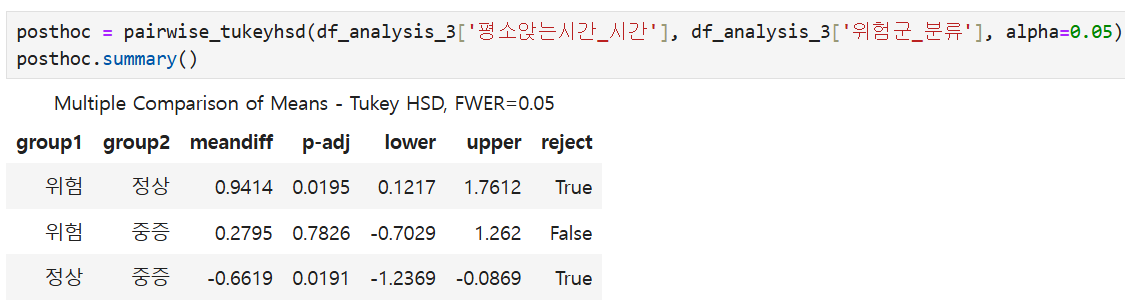 posthoc = pairwise_tukeyhsd(df_analysis_3['평소앉는시간_시간'], df_analysis_3['위험군_분류'], alpha=0.05)
posthoc.summary()
Multiple Comparison of Means - Tukey HSD, FWER=0.05
group1 group2 meandiff p-adj lower upper reject
위험 정상 0.9414 0.0195 0.1217 1.7612 True
위험 중증 0.2795 0.7826 -0.7029 1.262 False
정상 중증 -0.6619 0.0191 -1.2369 -0.0869 True